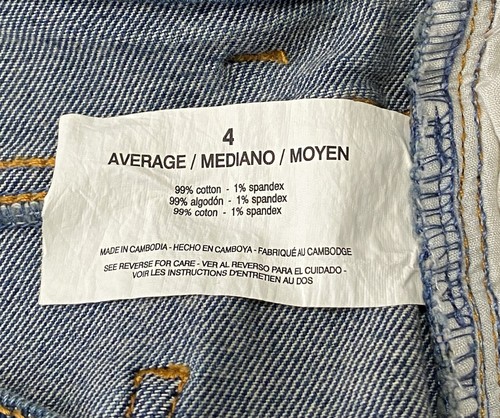 4
AVERAGE / MEDIANO / MOYEN
99% cotton - 1% spandex
99% algodón - 1% spandex
99% coton - 1% spandex
MADE IN CAMBODIA - HECHO EN CAMBOYA - FABRIQUÉ AU CAMBODGE
SEE REVERSE FOR CARE - VER AL REVERSO PARA EL CUIDADO -
VOIR LES INSTRUCTIONS D'ENTRETIEN AU DOS